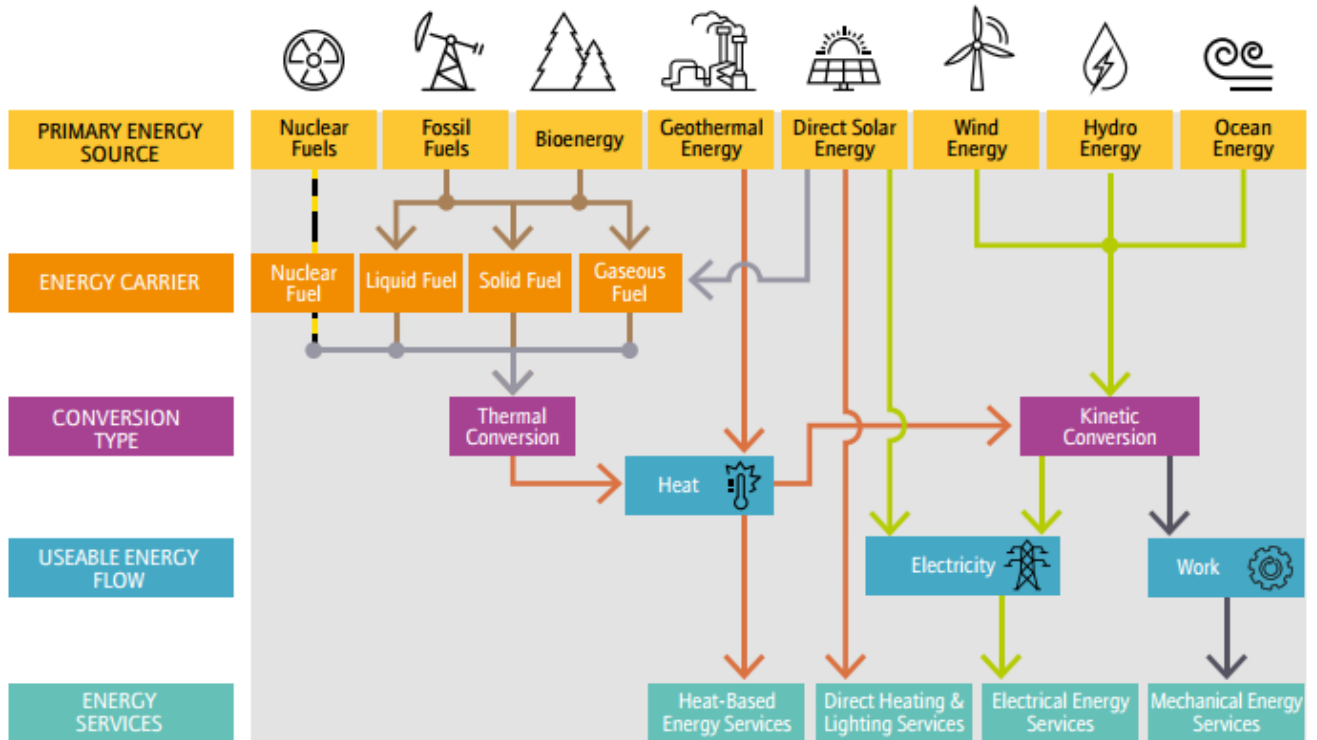 PRIMARY ENERGY
SOURCE
Nuclear
Fuels
Fossil
Fuels
Bioenergy
Geothermal
Energy
Direct Solar
Energy
Wind
Energy
Hydro
Energy
Ocean
Energy
ENERGY CARRIER
Nuclear
Fuel
Liquid Fuel
Solid Fuel
Gaseous
Fuel
CONVERSION
TYPE
Thermal
Conversion
Kinetic
Conversion
Heat
USEABLE ENERGY
FLOW
Electricity
Work
ENERGY
SERVICES
Heat-Based
Energy Services
Direct Heating &
Lighting Services
Electrical Energy
Services
Mechanical Energy
Services